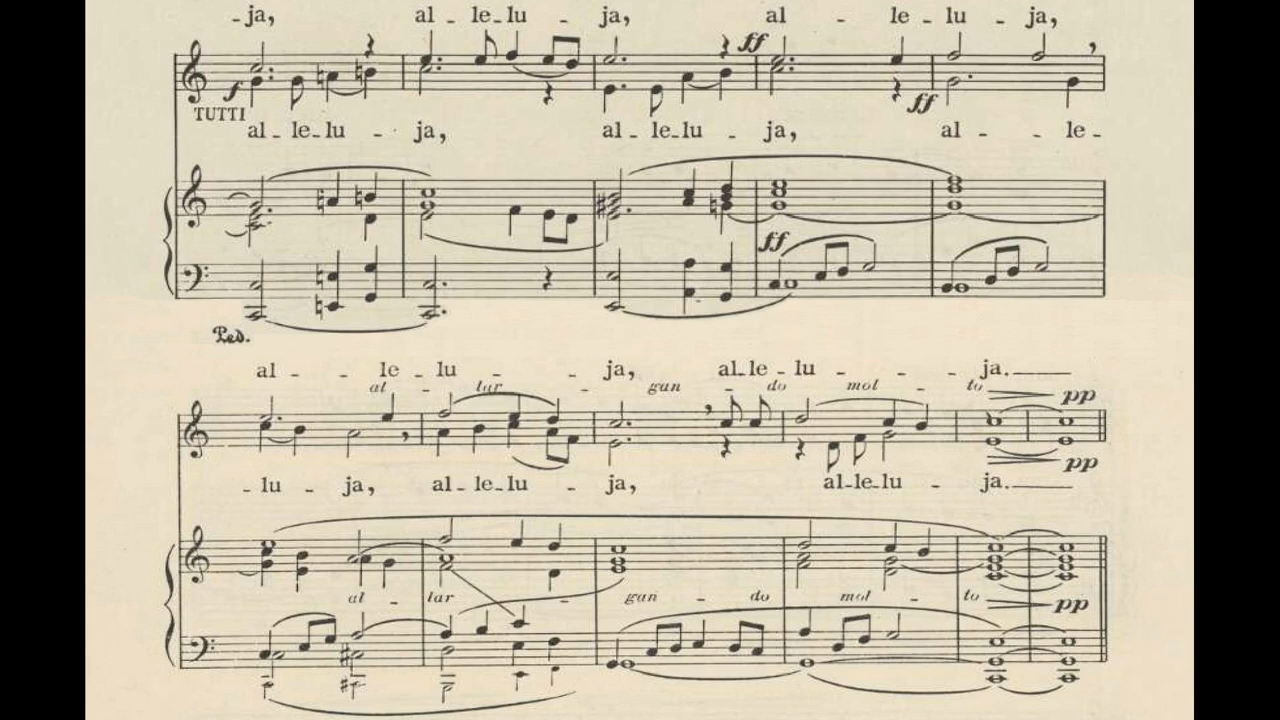 -ja, al - le - lu - ja, al - le - lu - ja,
ff
f
ff
TUTTI
al - le - lu - ja, al - le - lu - ja, al - le -
ff
Ped.
al - - le - lu - - ja, al - le - lu - ja.
al - lar - gan - do mol - to pp
pp
- lu - ja, al - le - lu - ja, al - le - lu - ja.
al - lar - gan - do mol - to pp